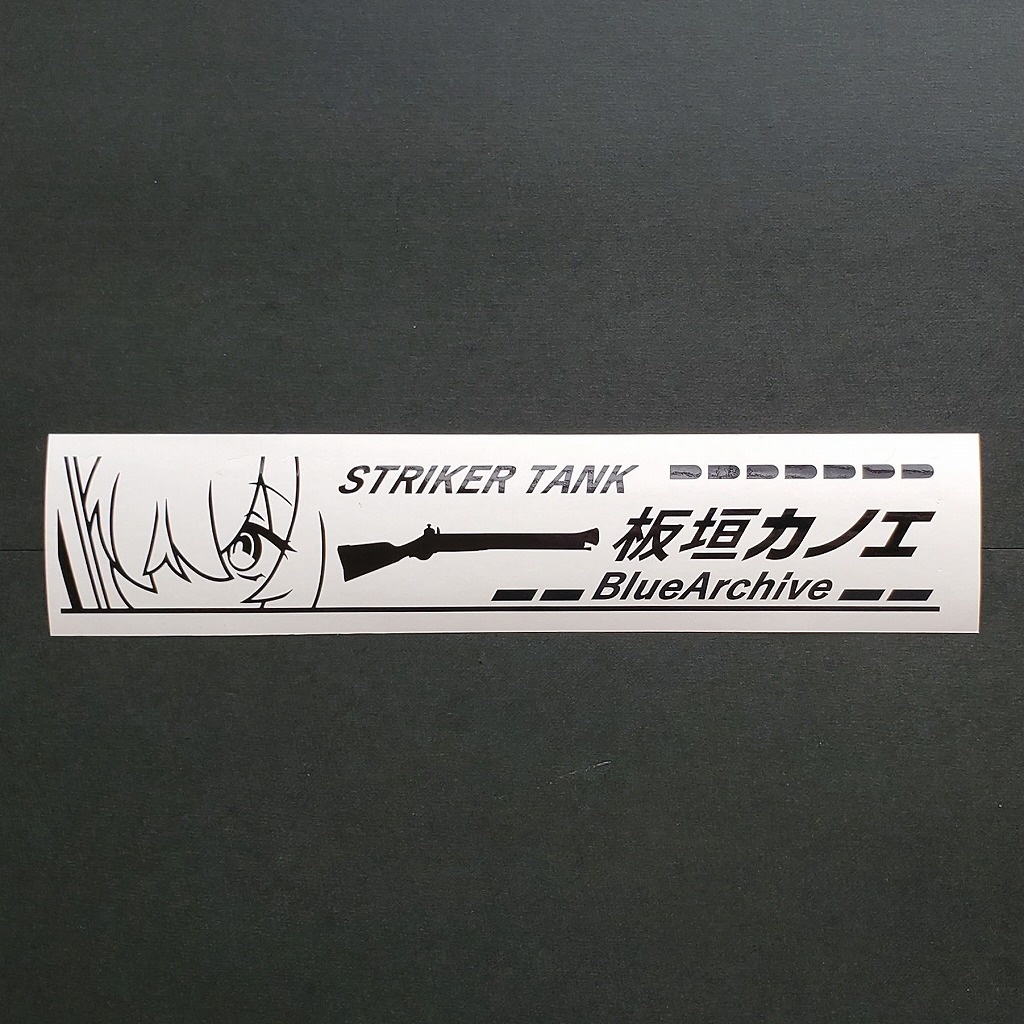 STRIKER TANK
板垣カノエ
BlueArchive